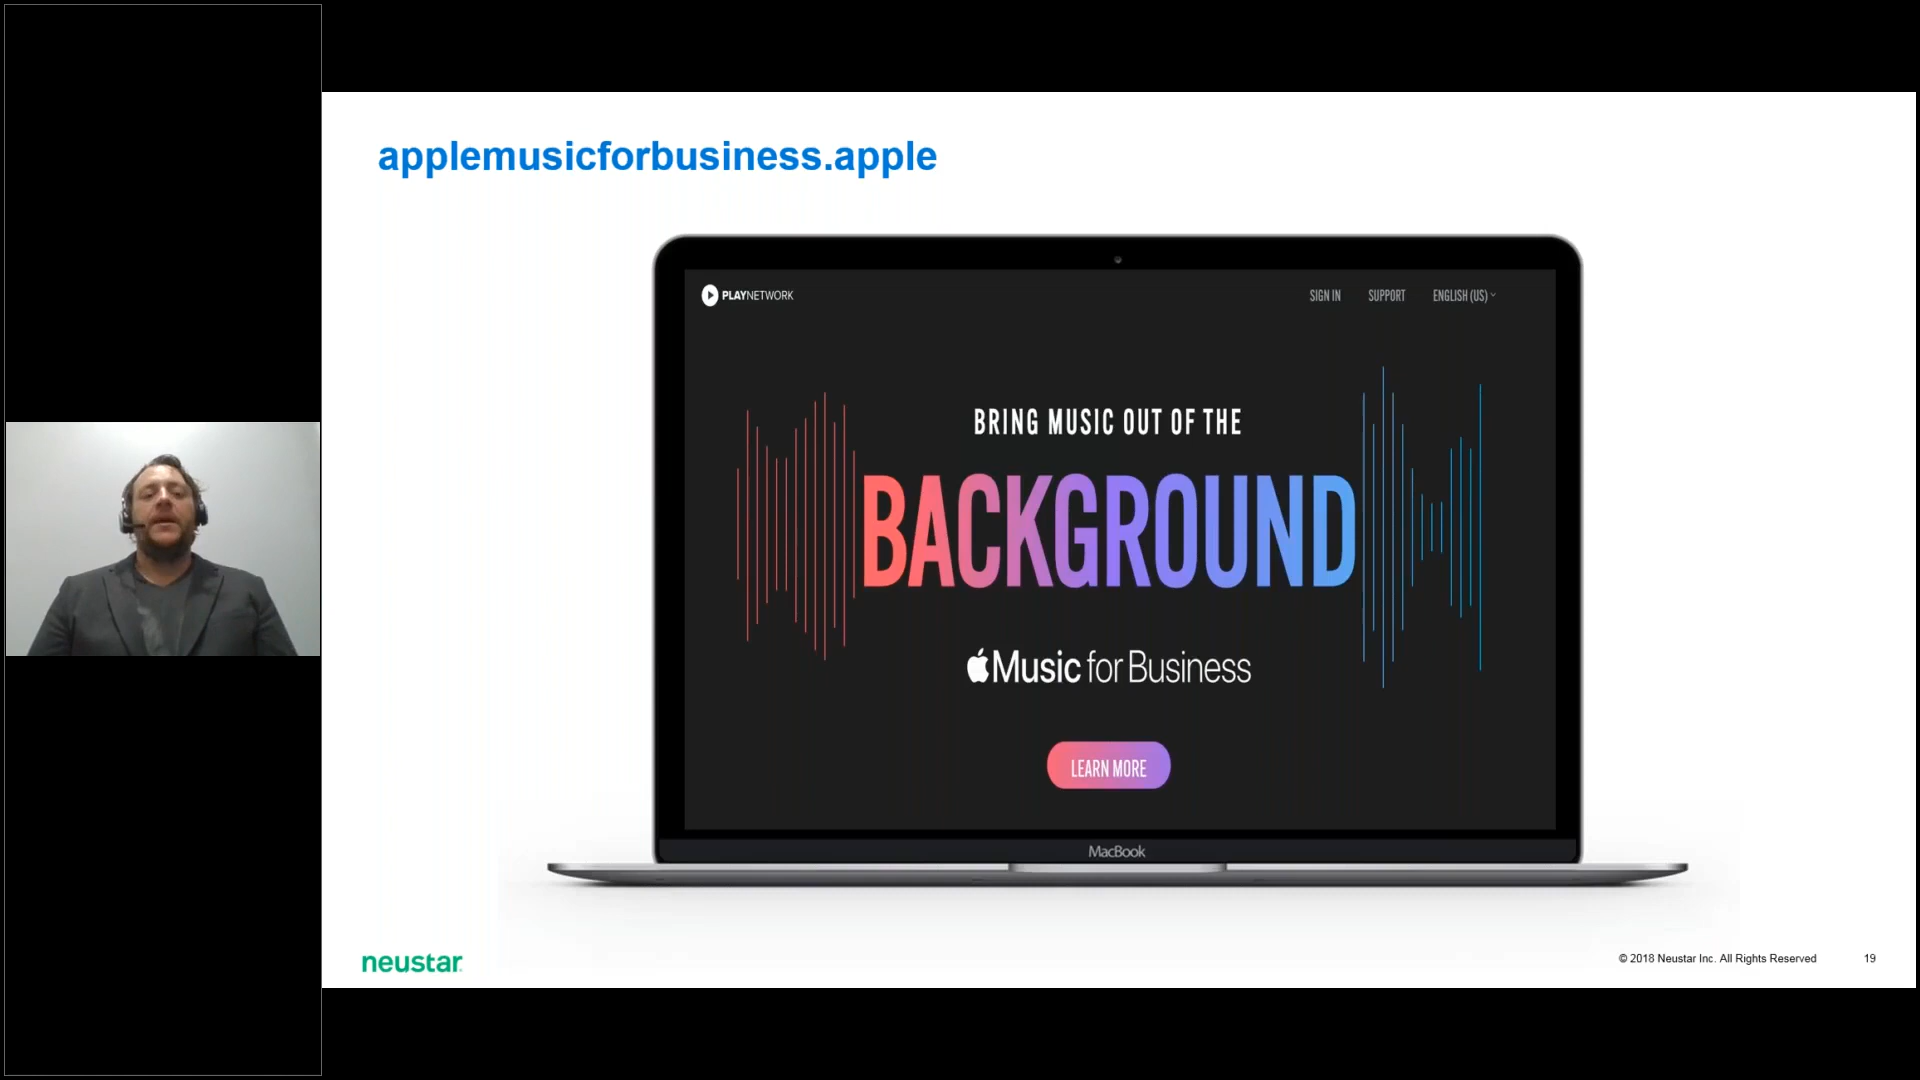 applemusicforbusiness.apple
PLAYNETWORK
SIGN IN SUPPORT ENGLISH (US)
BRING MUSIC OUT OF THE
BACKGROUND
Music for Business
LEARN MORE
MacBook
neustar
© 2018 Neustar Inc. All Rights Reserved 19